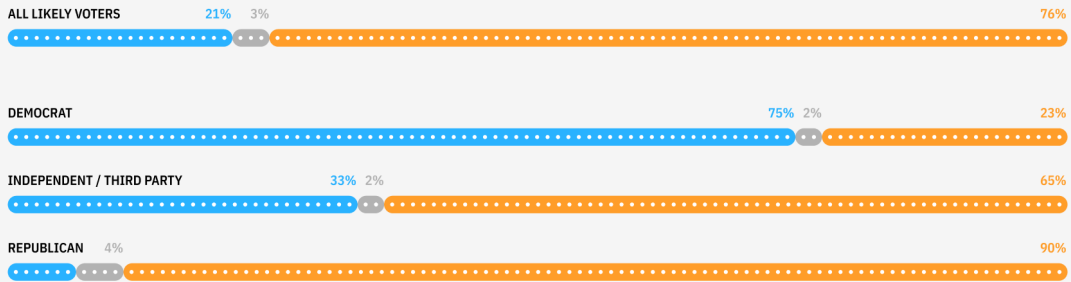 ALL LIKELY VOTERS 21% 3% 76%
DEMOCRAT 75% 2% 23%
INDEPENDENT / THIRD PARTY 33% 2% 65%
REPUBLICAN 4% 90%